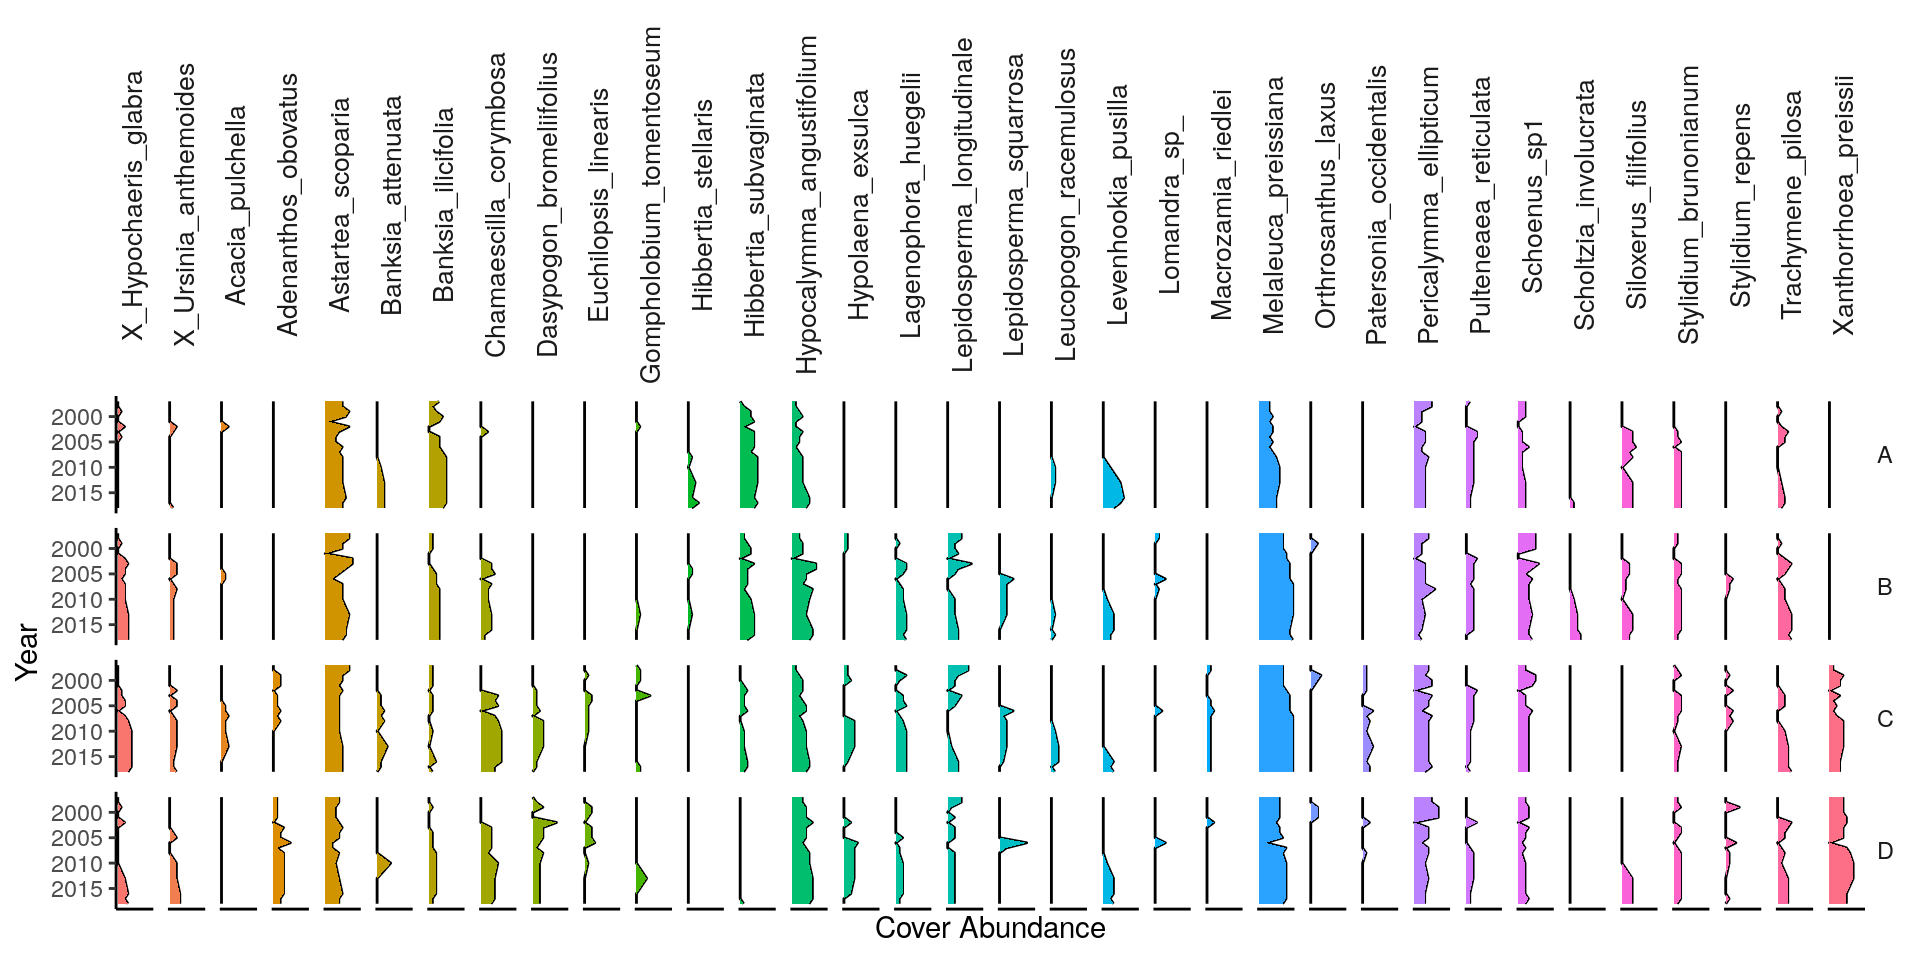 X_Hypochaeris_glabra
X_Ursinia_anthemoides
Acacia_pulchella
Adenanthos_obovatus
Astartea_scoparia
Banksia_attenuata
Banksia_ilicifolia
Chamaescilla_corymbosa
Dasypogon_bromeliifolius
Euchilopsis_linearis
Gompholobium_tomentoseum
Hibbertia_stellaris
Hibbertia_subvaginata
Hypocalymma_angustifolium
Hypolaena_exsulca
Lagenophora_huegelii
Lepidosperma_longitudinale
Lepidosperma_squarrosa
Leucopogon_racemulosus
Levenhookia_pusilla
Lomandra_sp_
Macrozamia_riedlei
Melaleuca_preissiana
Orthrosanthus_laxus
Patersonia_occidentalis
Pericalymma_ellipticum
Pulteneaea_reticulata
Schoenus_sp1
Scholtzia_involucrata
Siloxerus_filifolius
Stylidium_brunonianum
Stylidium_repens
Trachymene_pilosa
Xanthorrhoea_preissii
2000
2005
2010
2015
A
2000
2005
2010
2015
B
2000
2005
2010
2015
C
2000
2005
2010
2015
D
Year
Cover Abundance